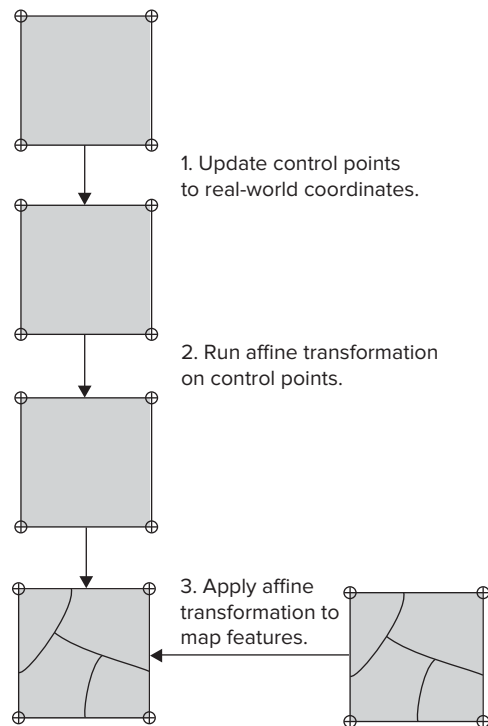 1. Update control points
to real-world coordinates.
2. Run affine transformation
on control points.
3. Apply affine
transformation to
map features.